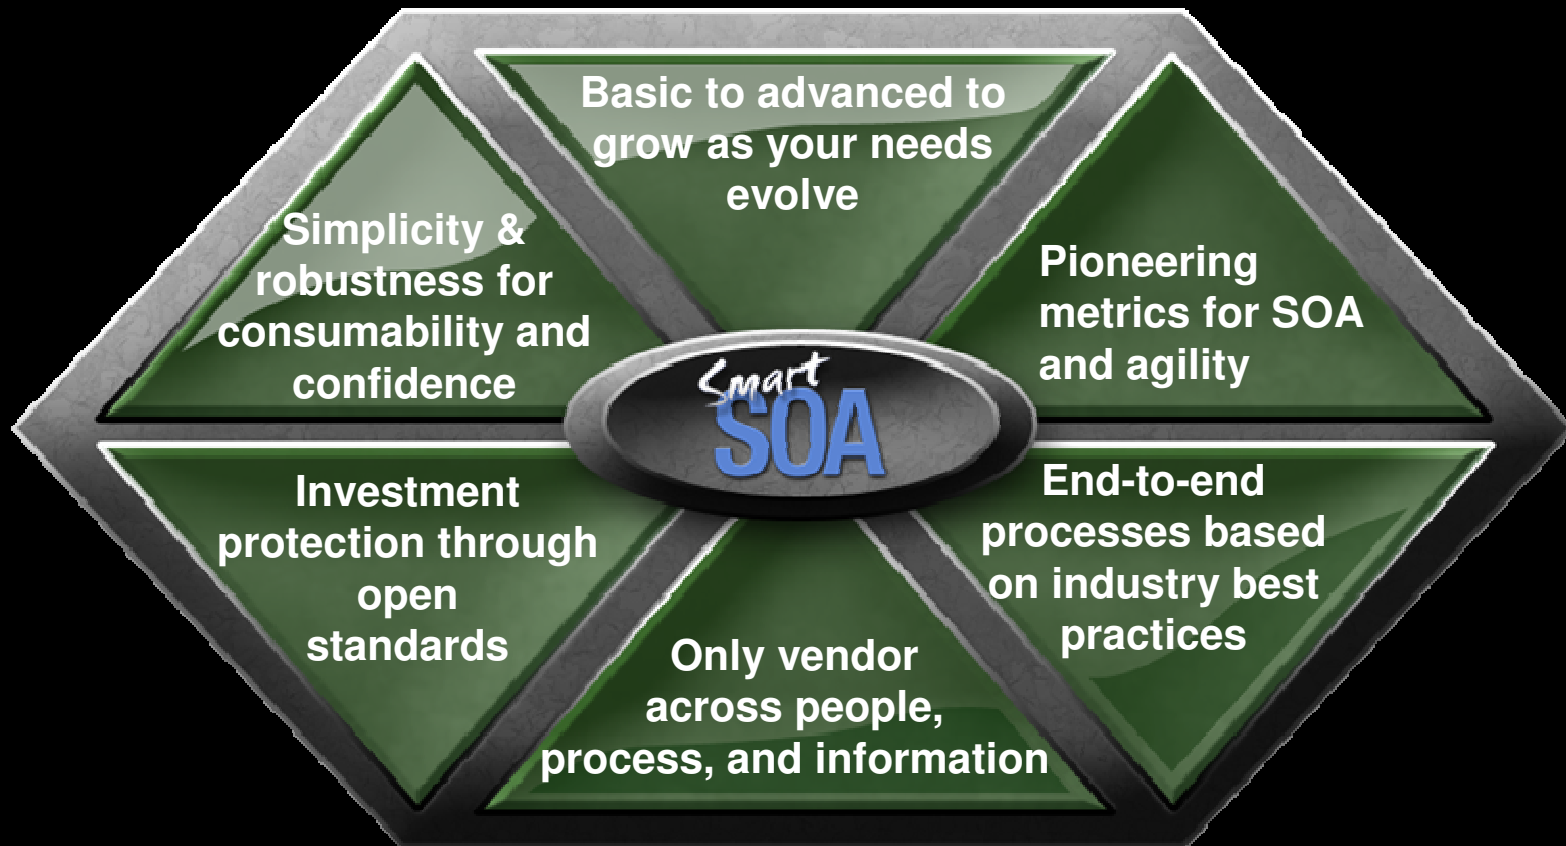 Basic to advanced to
grow as your needs
evolve
Simplicity &
robustness for
consumability and
confidence
Pioneering
metrics for SOA
and agility
Smart
SOA
Investment
protection through
open
standards
End-to-end
processes based
on industry best
practices
Only vendor
across people,
process, and information